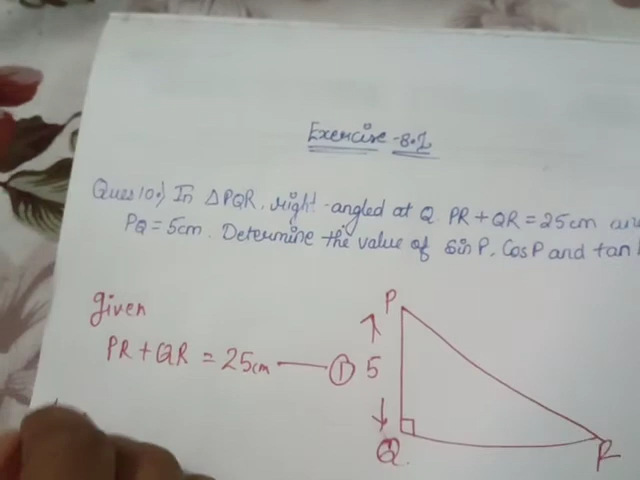 Exercise - 8.1
Ques 10.) In △PQR, right-angled at Q PR + QR = 25cm and
PQ = 5cm. Determine the value of sin P, Cos P and tan
given
PR + QR = 25cm — ①
P
5
Q
R